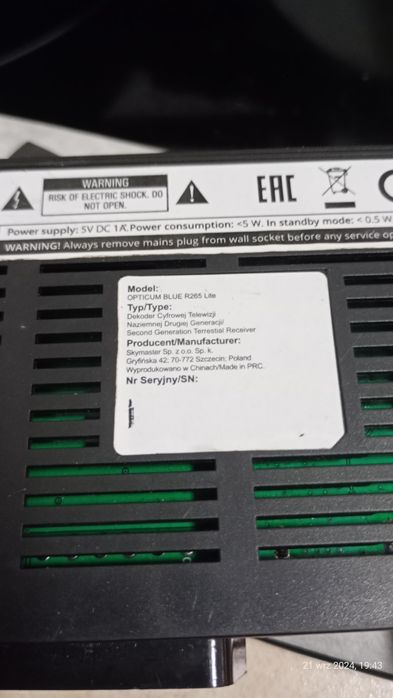 WARNING
RISK OF ELECTRIC SHOCK. DO
NOT OPEN.
EAC
Power supply: 5V DC 1A. Power consumption: <5 W. In standby mode: < 0.5 W
WARNING! Always remove mains plug from wall socket before any service op
Model:
OPTICUM BLUE R265 Lite
Typ/Type:
Dekoder Cyfrowej Telewizji
Naziemnej Drugej Generacji/
Second Generation Terrestial Receiver
Producent/Manufacturer:
Skymaster Sp. z o.o. Sp. k.
Gryfińska 42; 70-772 Szczecin; Poland
Wyprodukowano w Chinach/Made in PRC.
Nr Seryjny/SN:
21 wrz 2024, 19:43